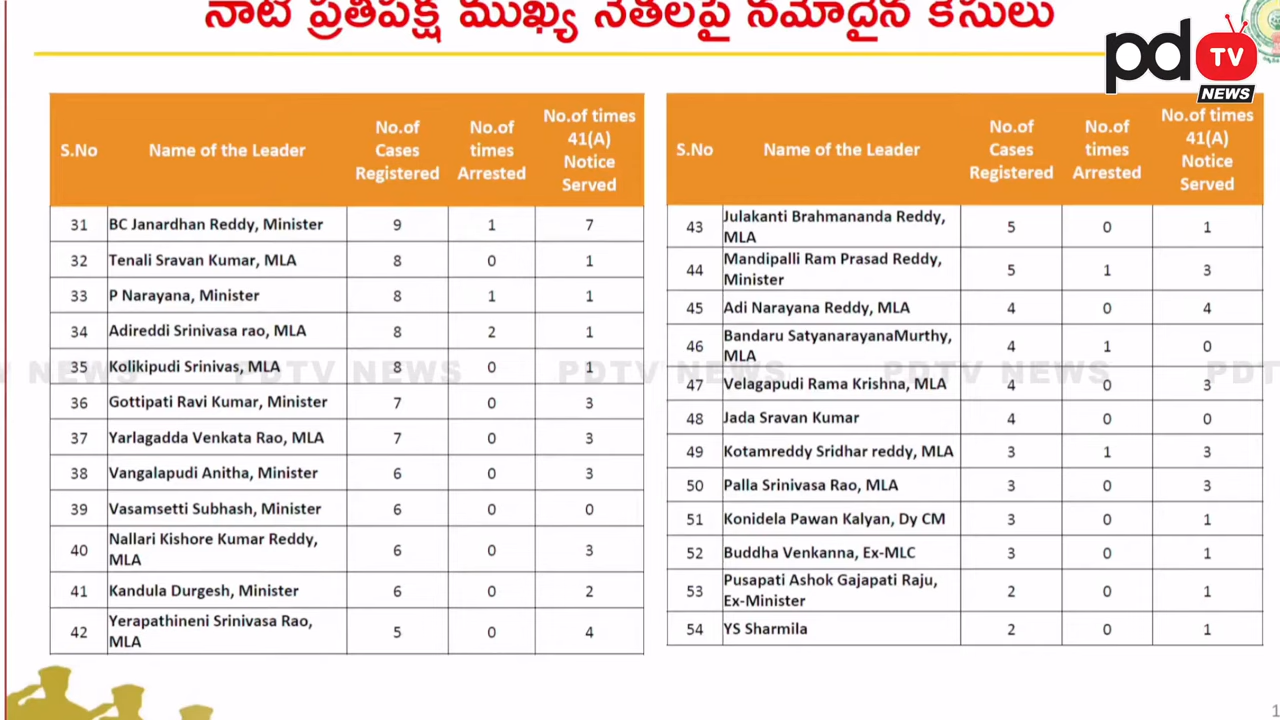 నాటి ప్రతిపక్ష ముఖ్య నేతలపై నమోదైన కేసులు
pd TV NEWS
S.No Name of the Leader No.of Cases Registered No.of times Arrested No.of times 41(A) Notice Served
31 BC Janardhan Reddy, Minister 9 1 7
32 Tenali Sravan Kumar, MLA 8 0 1
33 P Narayana, Minister 8 1 1
34 Adireddi Srinivasa rao, MLA 8 2 1
35 Kolikipudi Srinivas, MLA 8 0 1
36 Gottipati Ravi Kumar, Minister 7 0 3
37 Yarlagadda Venkata Rao, MLA 7 0 3
38 Vangalapudi Anitha, Minister 6 0 3
39 Vasamsetti Subhash, Minister 6 0 0
40 Nallari Kishore Kumar Reddy, MLA 6 0 3
41 Kandula Durgesh, Minister 6 0 2
42 Yerapathineni Srinivasa Rao, MLA 5 0 4
S.No Name of the Leader No.of Cases Registered No.of times Arrested No.of times 41(A) Notice Served
43 Julakanti Brahmananda Reddy, MLA 5 0 1
44 Mandipalli Ram Prasad Reddy, Minister 5 1 3
45 Adi Narayana Reddy, MLA 4 0 4
46 Bandaru SatyanarayanaMurthy, MLA 4 1 0
47 Velagapudi Rama Krishna, MLA 4 0 3
48 Jada Sravan Kumar 4 0 0
49 Kotamreddy Sridhar reddy, MLA 3 1 3
50 Palla Srinivasa Rao, MLA 3 0 3
51 Konidela Pawan Kalyan, Dy CM 3 0 1
52 Buddha Venkanna, Ex-MLC 3 0 1
53 Pusapati Ashok Gajapati Raju, Ex-Minister 2 0 1
54 YS Sharmila 2 0 1
NEWS PDTV NEWS PDTV NEWS PDTV NEWS PDT